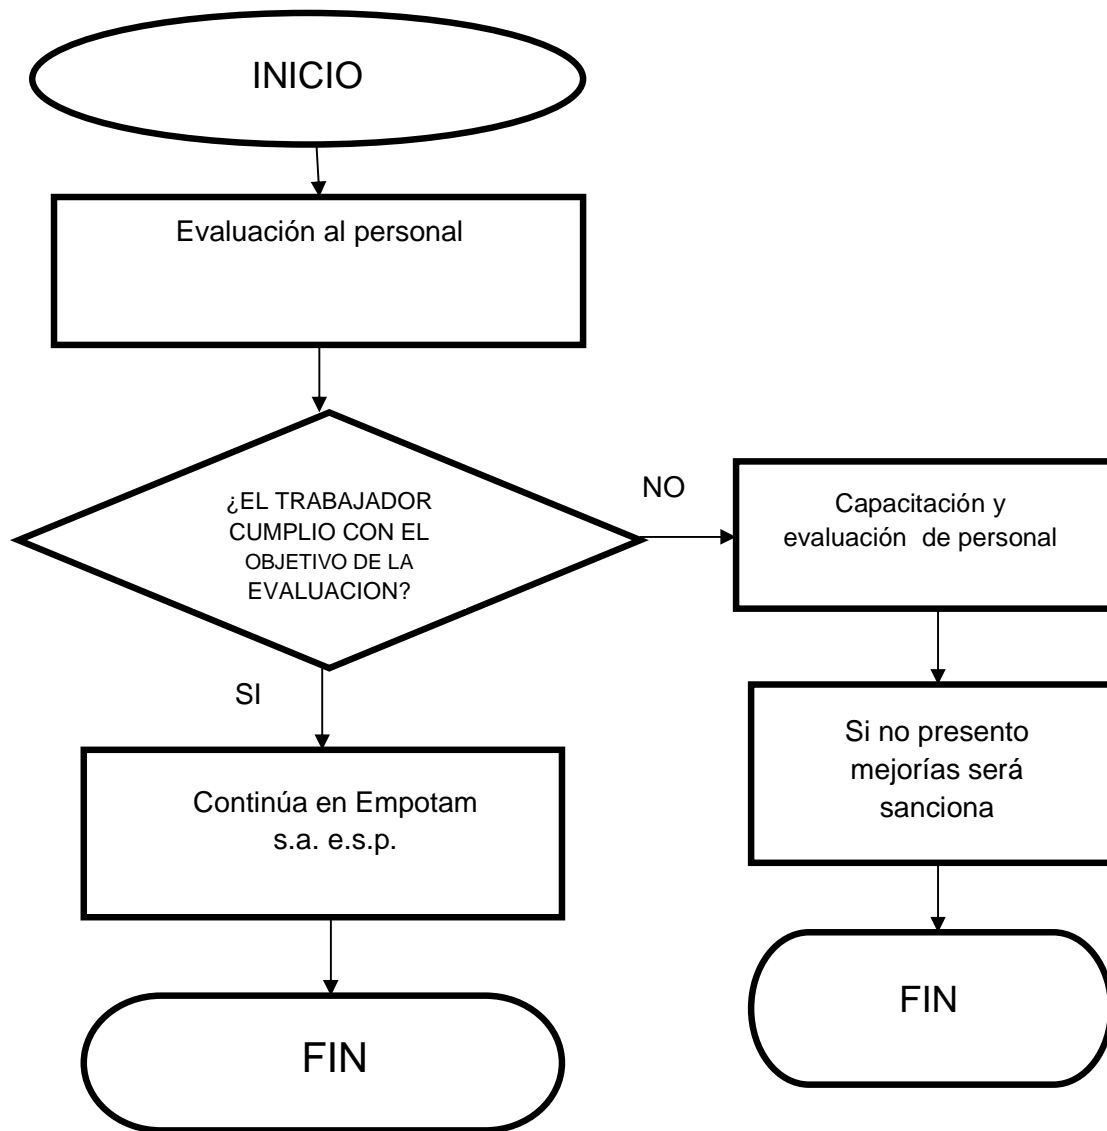 INICIO
Evaluación al personal
¿EL TRABAJADOR
CUMPLIO CON EL
OBJETIVO DE LA
EVALUACION?
NO
Capacitación y
evaluación de personal
SI
Si no presento
mejorías será
sanciona
Continúa en Empotam
s.a. e.s.p.
FIN
FIN